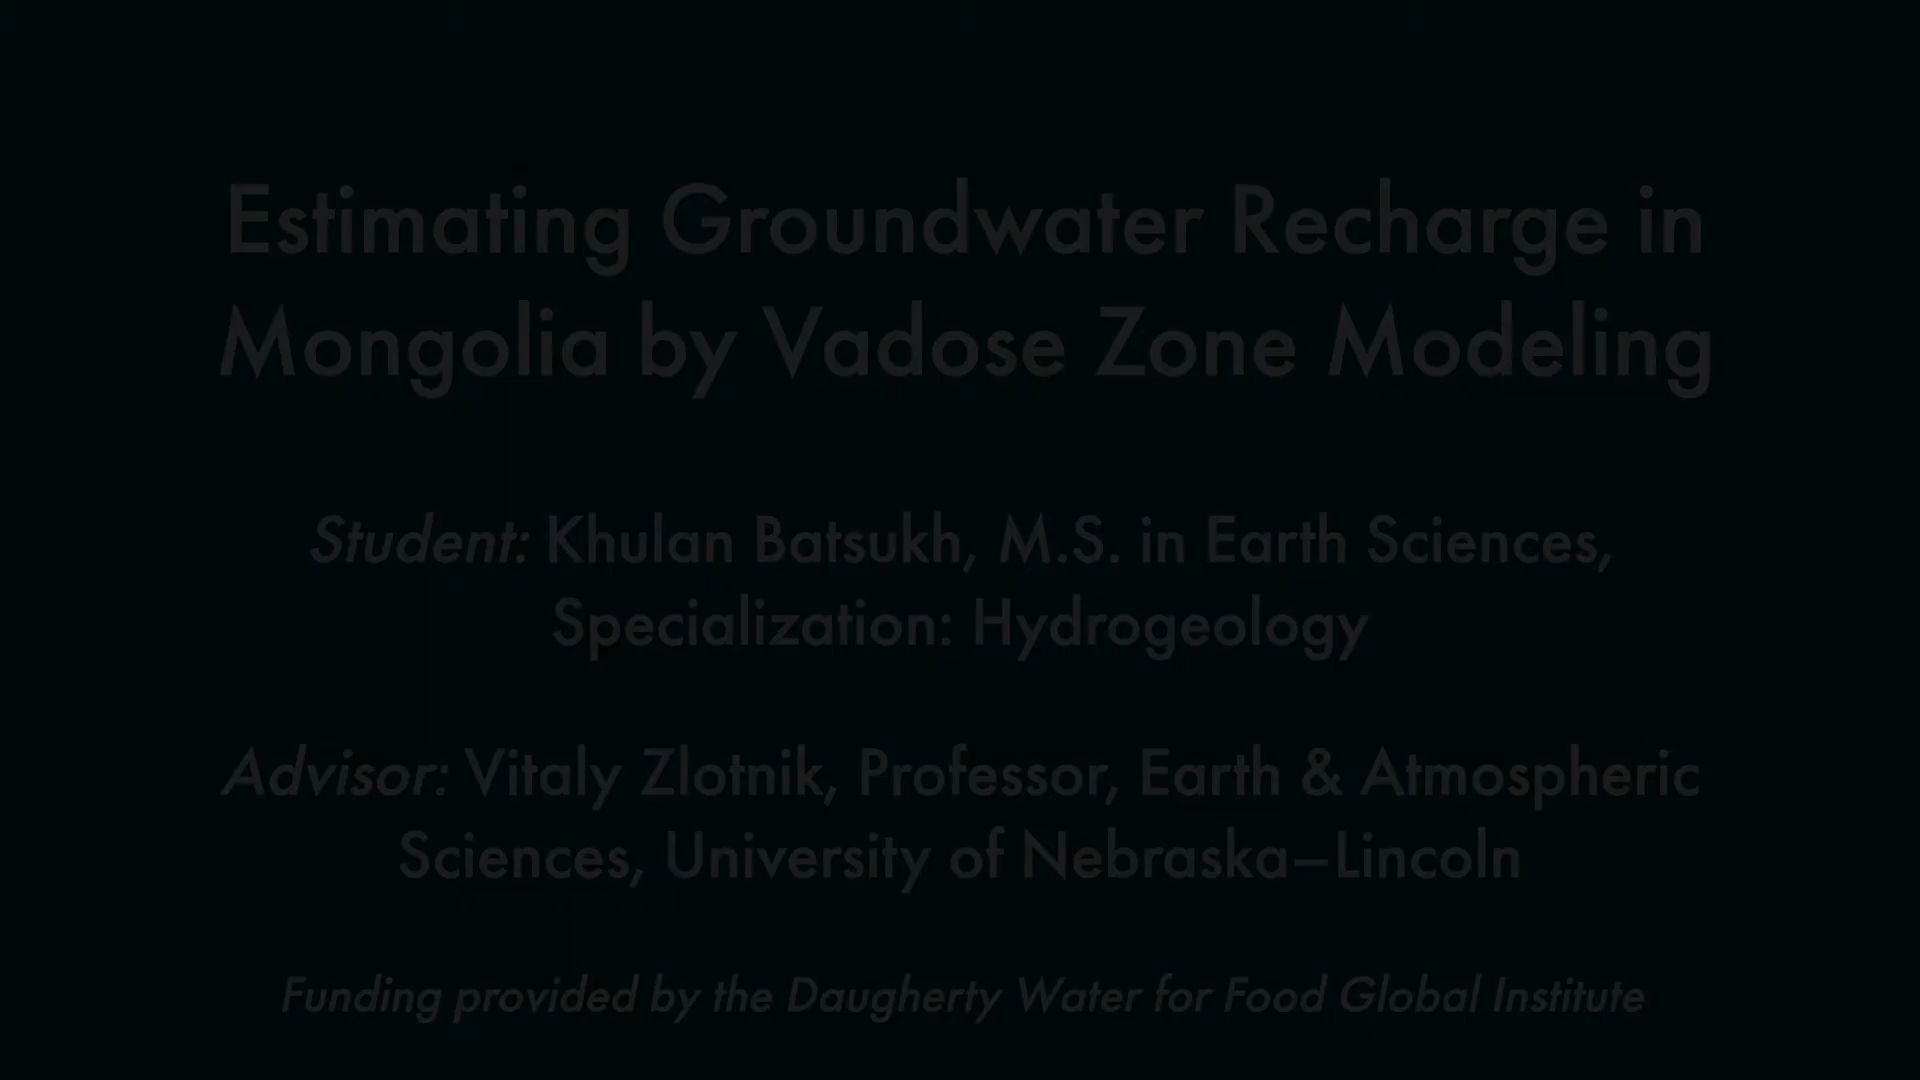 Estimating Groundwater Recharge in
Mongolia by Vadose Zone Modeling
Student: Khulan Batsukh, M.S. in Earth Sciences,
Specialization: Hydrogeology
Advisor: Vitaly Zlotnik, Professor, Earth & Atmospheric
Sciences, University of Nebraska–Lincoln
Funding provided by the Daugherty Water for Food Global Institute